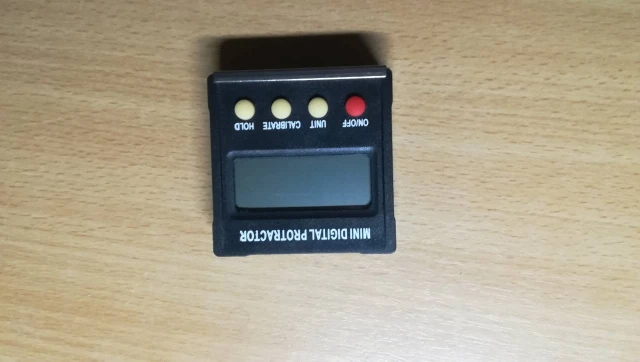 MINI DIGITAL PROTRACTOR
ON/OFF UNIT CALIBRATE HOLD